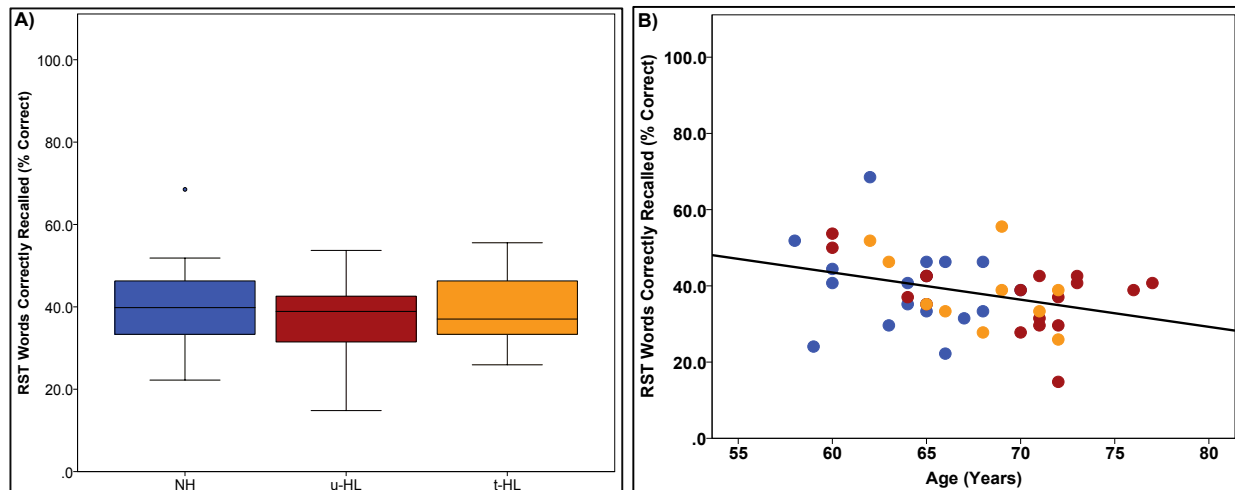 A)
RST Words Correctly Recalled (% Correct)
100.0
80.0
60.0
40.0
20.0
.0
NH
u-HL
t-HL
B)
RST Words Correctly Recalled (% Correct)
100.0
80.0
60.0
40.0
20.0
.0
55 60 65 70 75 80
Age (Years)